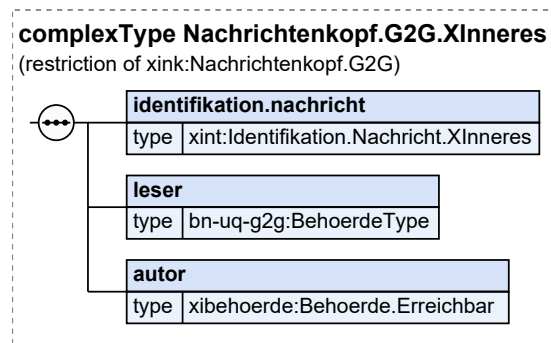 complexType Nachrichtenkopf.G2G.XInneres
(restriction of xink:Nachrichtenkopf.G2G)
identifikation.nachricht
type xint:Identifikation.Nachricht.XInneres
leser
type bn-uq-g2g:BehoerdeType
autor
type xibehoerde:Behoerde.Erreichbar